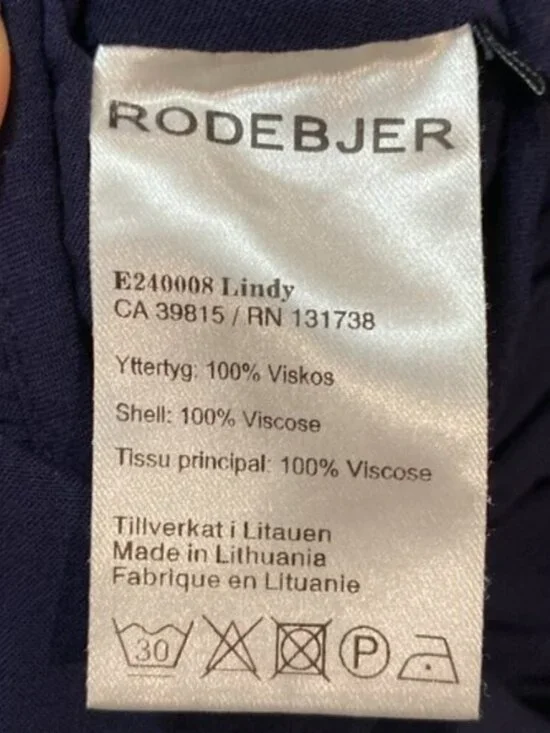 RODEBJER
E240008 Lindy
CA 39815 / RN 131738
Yttertyg: 100% Viskos
Shell: 100% Viscose
Tissu principal: 100% Viscose
Tillverkat i Litauen
Made in Lithuania
Fabrique en Lituanie
30 P